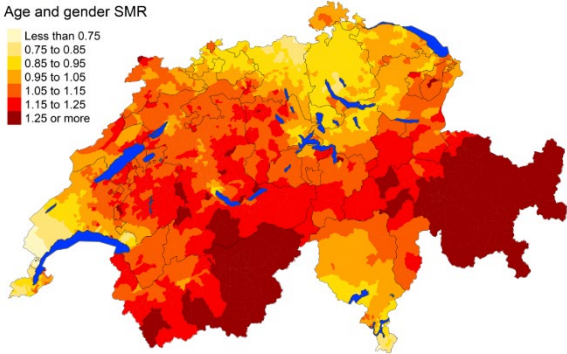 Age and gender SMR
Less than 0.75
0.75 to 0.85
0.85 to 0.95
0.95 to 1.05
1.05 to 1.15
1.15 to 1.25
1.25 or more